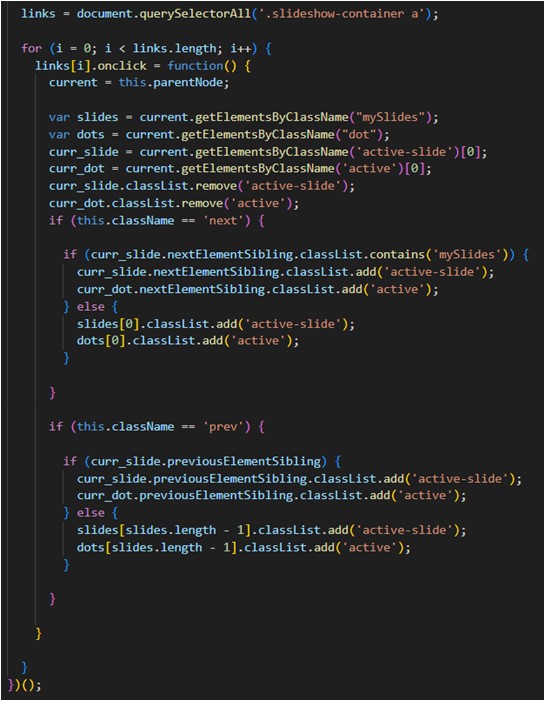 links = document.querySelectorAll('.slideshow-container a');
for (i = 0; i < links.length; i++) {
links[i].onclick = function() {
current = this.parentNode;
var slides = current.getElementsByClassName("mySlides");
var dots = current.getElementsByClassName("dot");
curr_slide = current.getElementsByClassName('active-slide')[0];
curr_dot = current.getElementsByClassName('active')[0];
curr_slide.classList.remove('active-slide');
curr_dot.classList.remove('active');
if (this.className == 'next') {
if (curr_slide.nextElementSibling.classList.contains('mySlides')) {
curr_slide.nextElementSibling.classList.add('active-slide');
curr_dot.nextElementSibling.classList.add('active');
} else {
slides[0].classList.add('active-slide');
dots[0].classList.add('active');
}
}
if (this.className == 'prev') {
if (curr_slide.previousElementSibling) {
curr_slide.previousElementSibling.classList.add('active-slide');
curr_dot.previousElementSibling.classList.add('active');
} else {
slides[slides.length - 1].classList.add('active-slide');
dots[slides.length - 1].classList.add('active');
}
}
}
}
})();